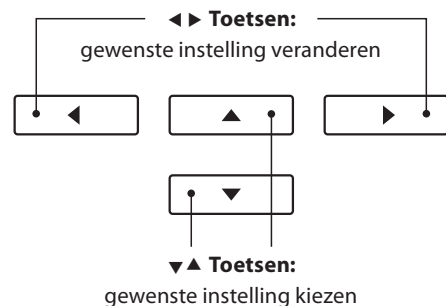 ◀ ▶ Toetsen:
gewenste instelling veranderen
◀ ▲ ▶
▼
▼▲ Toetsen:
gewenste instelling kiezen